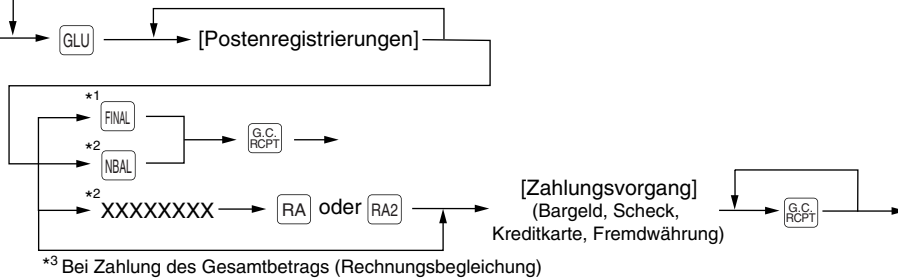 GLU [Postenregistrierungen]
*1
FINAL
G.C.
RCPT
*2
NBAL
*2
XXXXXXXX RA oder RA2
[Zahlungsvorgang]
(Bargeld, Scheck,
Kreditkarte, Fremdwährung)
G.C.
RCPT
*3 Bei Zahlung des Gesamtbetrags (Rechnungsbegleichung)